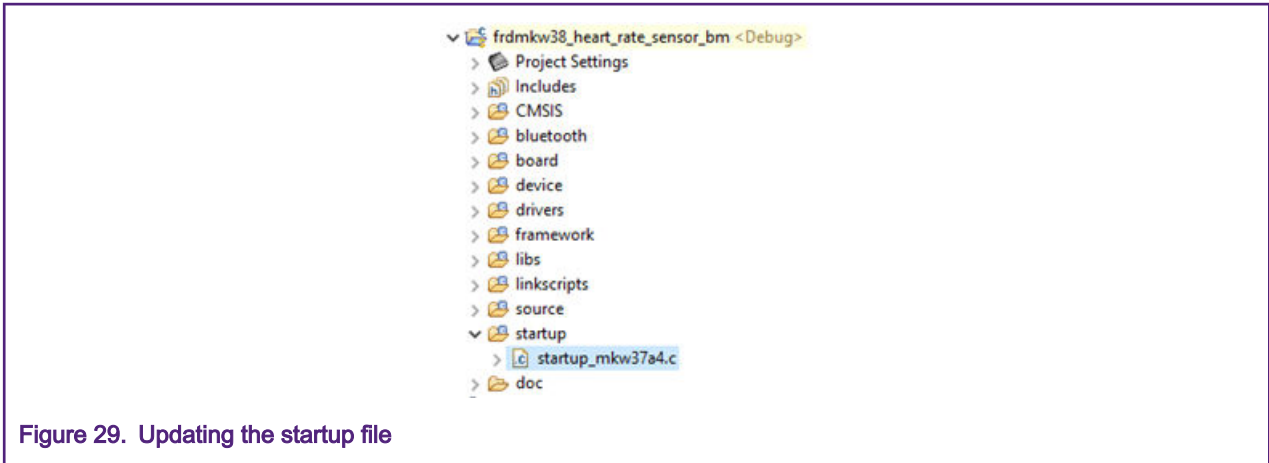 frdmkw38_heart_rate_sensor_bm <Debug>
Project Settings
Includes
CMSIS
bluetooth
board
device
drivers
framework
libs
linkscripts
source
startup
startup_mkw37a4.c
doc
Figure 29. Updating the startup file